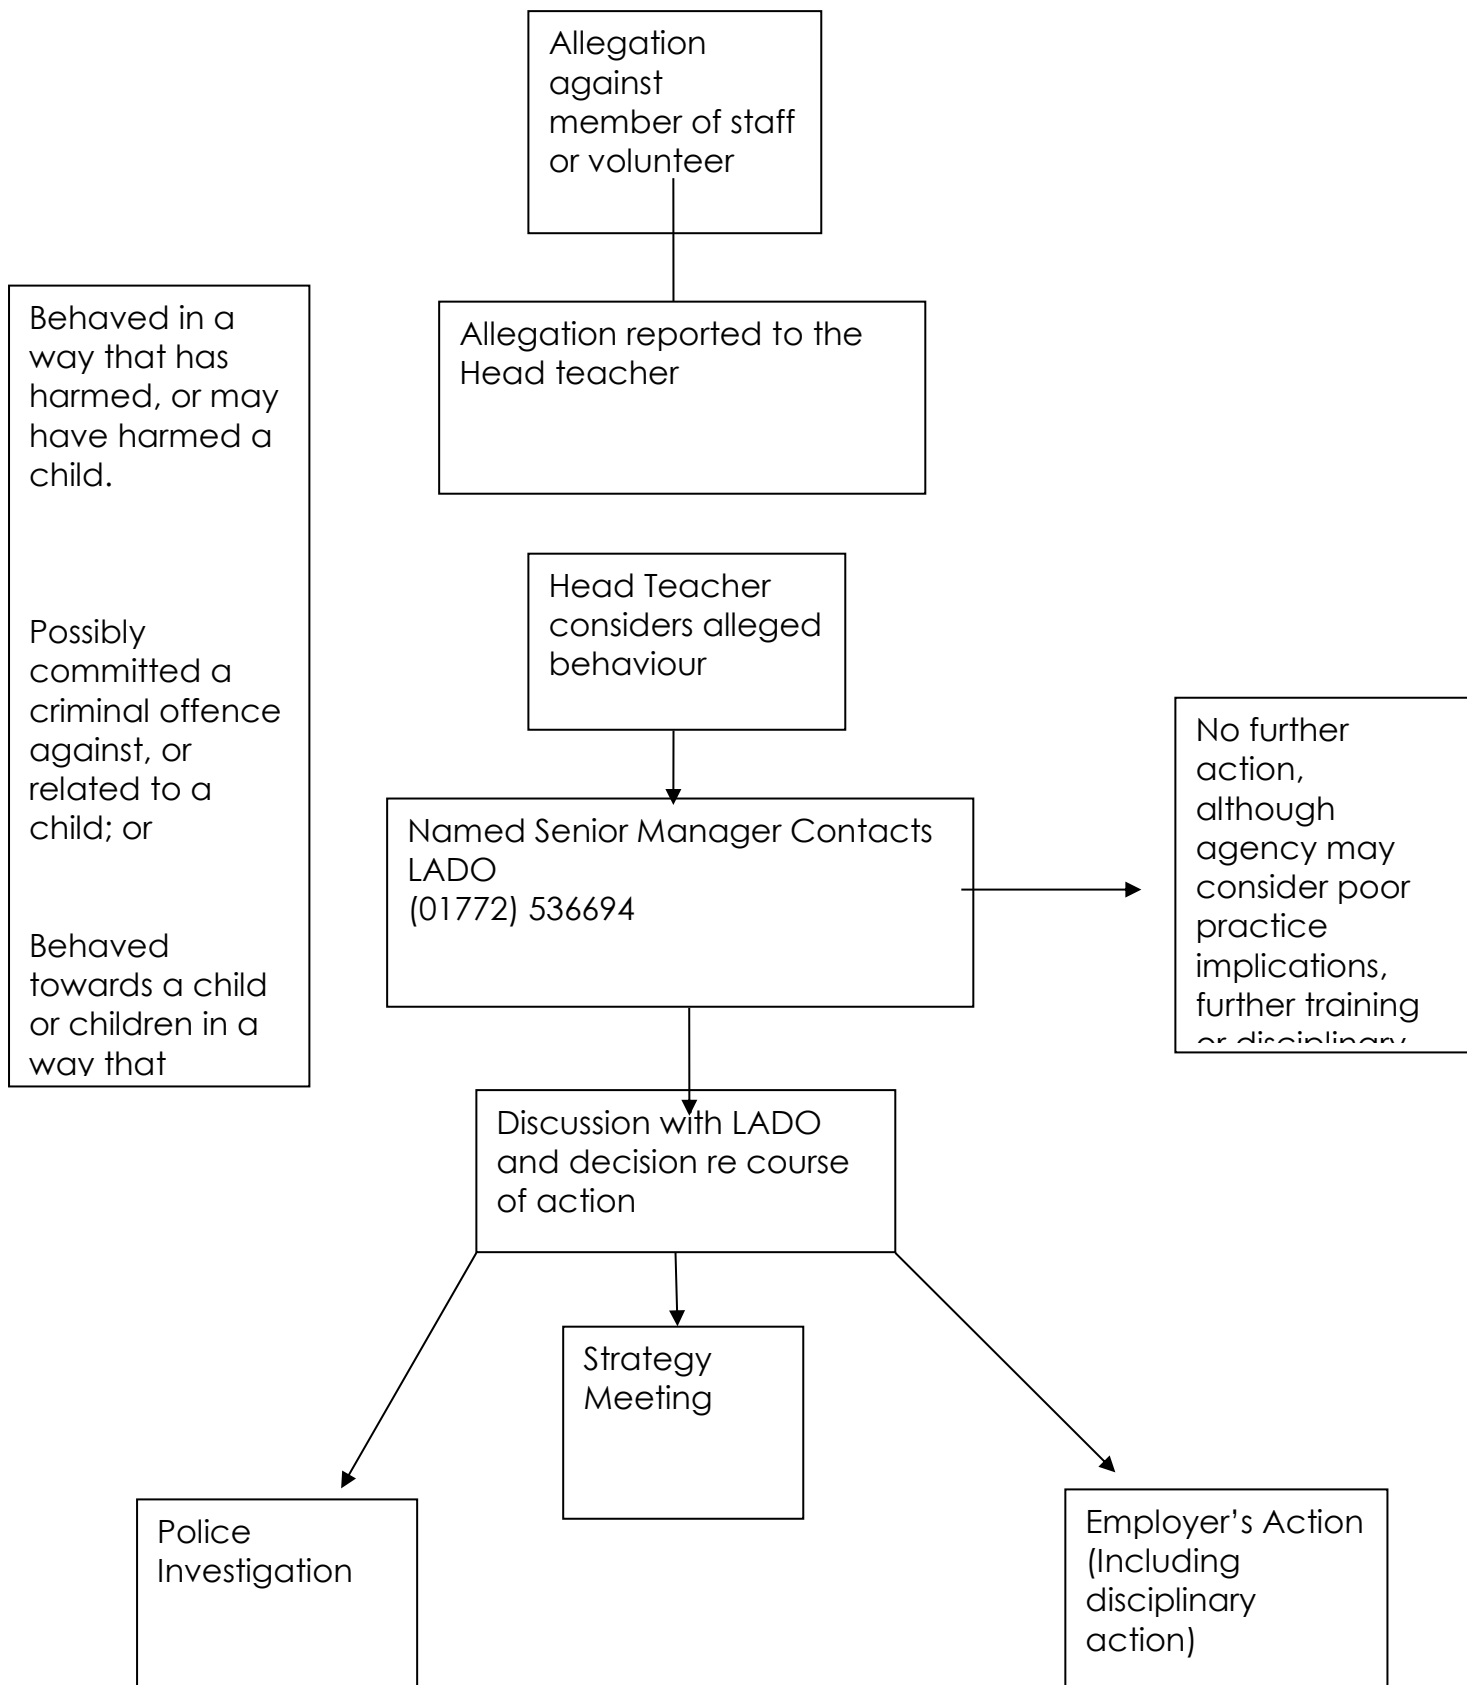 Allegation
against
member of staff
or volunteer
Allegation reported to the
Head teacher
Behaved in a
way that has
harmed, or may
have harmed a
child.
Possibly
committed a
criminal offence
against, or
related to a
child; or
Behaved
towards a child
or children in a
way that
Head Teacher
considers alleged
behaviour
Named Senior Manager Contacts
LADO
(01772) 536694
No further
action,
although
agency may
consider poor
practice
implications,
further training
or disciplinary
Discussion with LADO
and decision re course
of action
Strategy
Meeting
Police
Investigation
Employer’s Action
(Including
disciplinary
action)